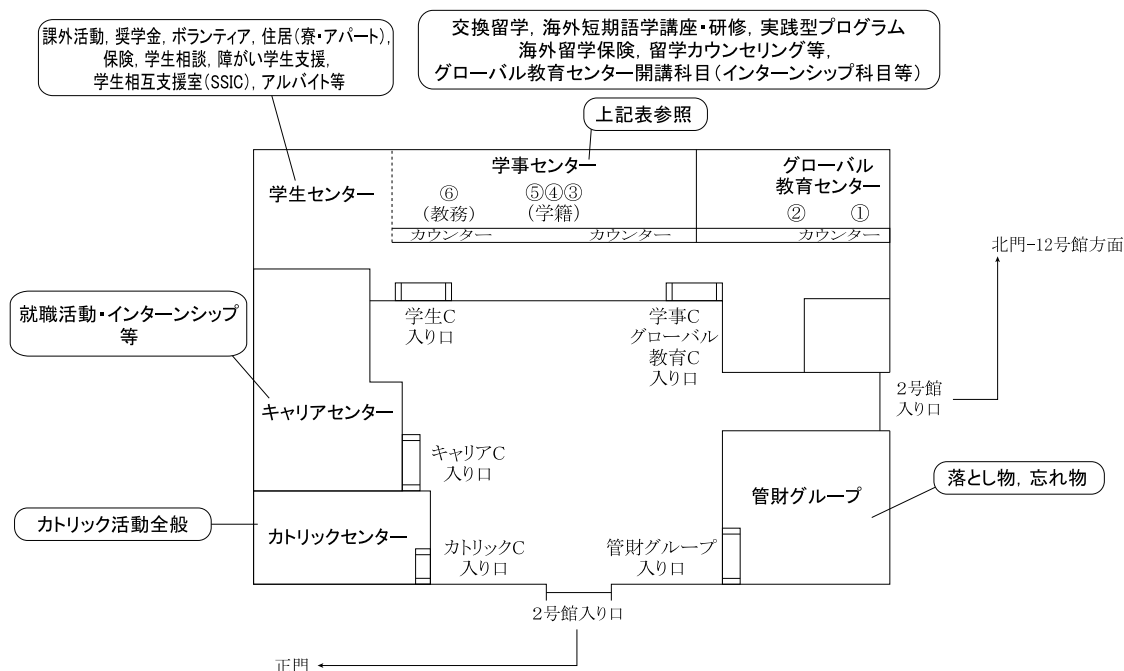 課外活動, 奨学金, ボランティア, 住居(寮・アパート),
保険, 学生相談, 障がい学生支援,
学生相互支援室(SSIC), アルバイト等
交換留学, 海外短期語学講座・研修, 実践型プログラム
海外留学保険, 留学カウンセリング等,
グローバル教育センター開講科目(インターンシップ科目等)
上記表参照
学生センター
学事センター
⑥
(教務)
⑤④③
(学籍)
カウンター
カウンター
グローバル
教育センター
②
①
カウンター
北門-12号館方面
就職活動・インターンシップ
等
学生C
入り口
学事C
グローバル
教育C
入り口
2号館
入り口
キャリアセンター
キャリアC
入り口
管財グループ
落とし物, 忘れ物
カトリック活動全般
カトリックセンター
カトリックC
入り口
管財グループ
入り口
2号館入り口
正門